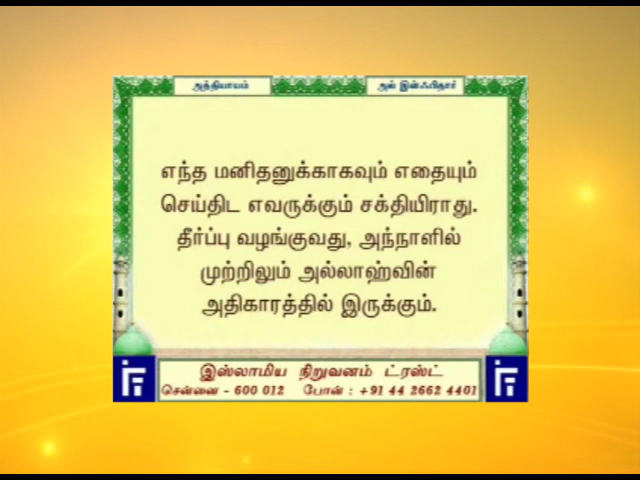 அத்தியாயம்
அல் இன்ஃபிதார்
எந்த மனிதனுக்காகவும் எதையும்
செய்திட எவருக்கும் சக்தியிராது.
தீர்ப்பு வழங்குவது, அந்நாளில்
முற்றிலும் அல்லாஹ்வின்
அதிகாரத்தில் இருக்கும்.
இஸ்லாமிய நிறுவனம் ட்ரஸ்ட்
சென்னை - 600 012 போன் : +91 44 2662 4401